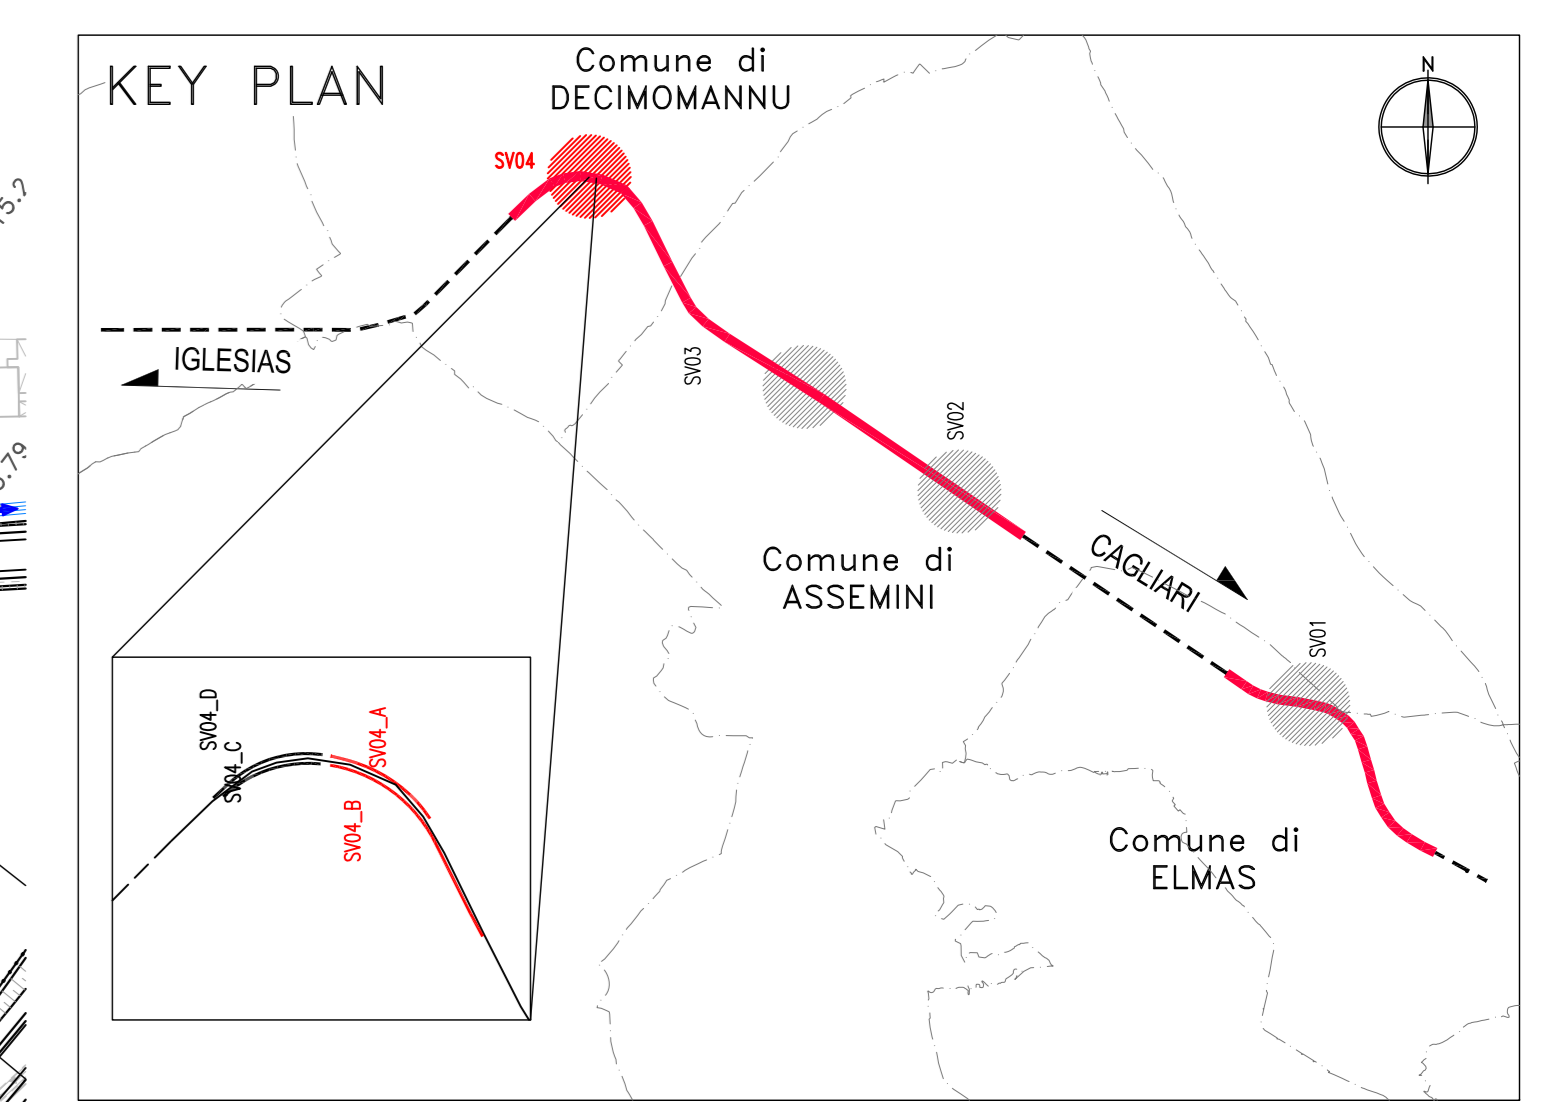 KEY PLAN
Comune di
DECIMOMANNU
N
SV04
IGLESIAS
SV03
SV02
CAGLIARI
Comune di
ASSEMINI
SV01
Comune di
ELMAS
SV04_D
SV04_C
SV04_A
SV04_B